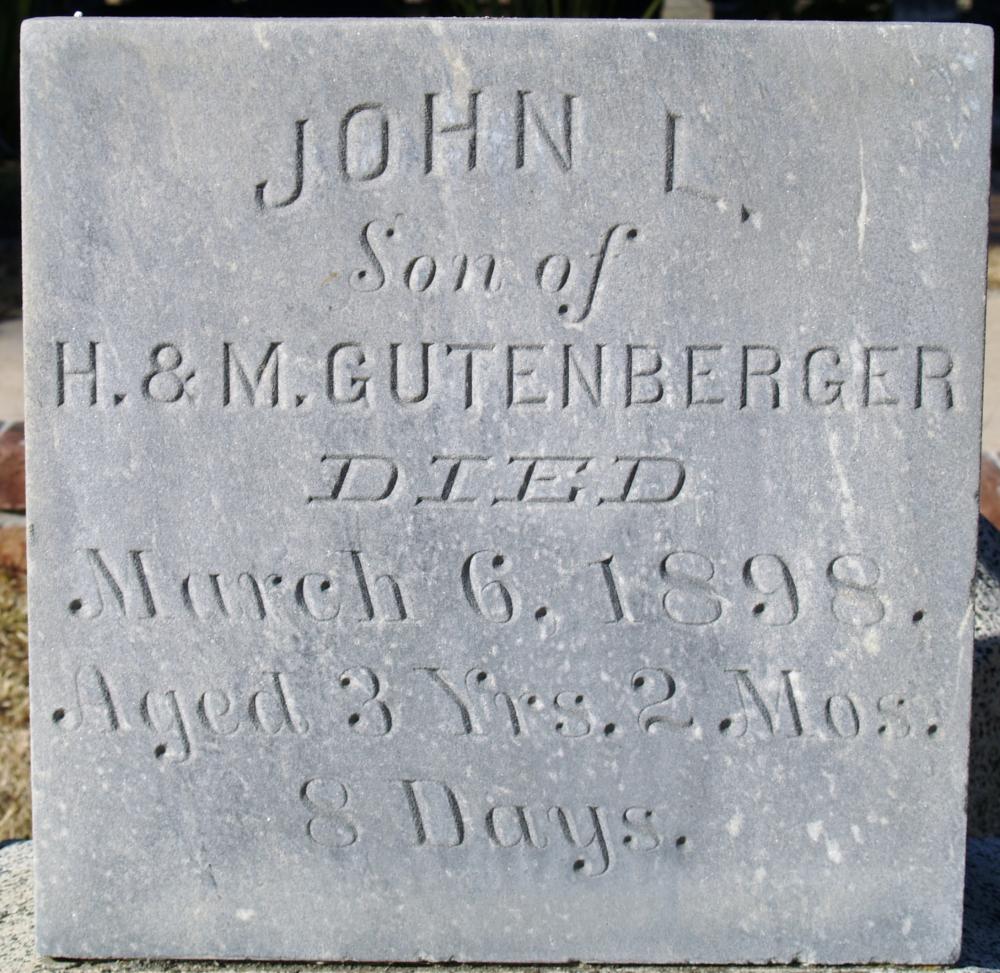 JOHN L.
Son of
H. & M. GUTENBERGER
DIED
March 6, 1898.
Aged 3 Yrs. 2 Mos.
8 Days.